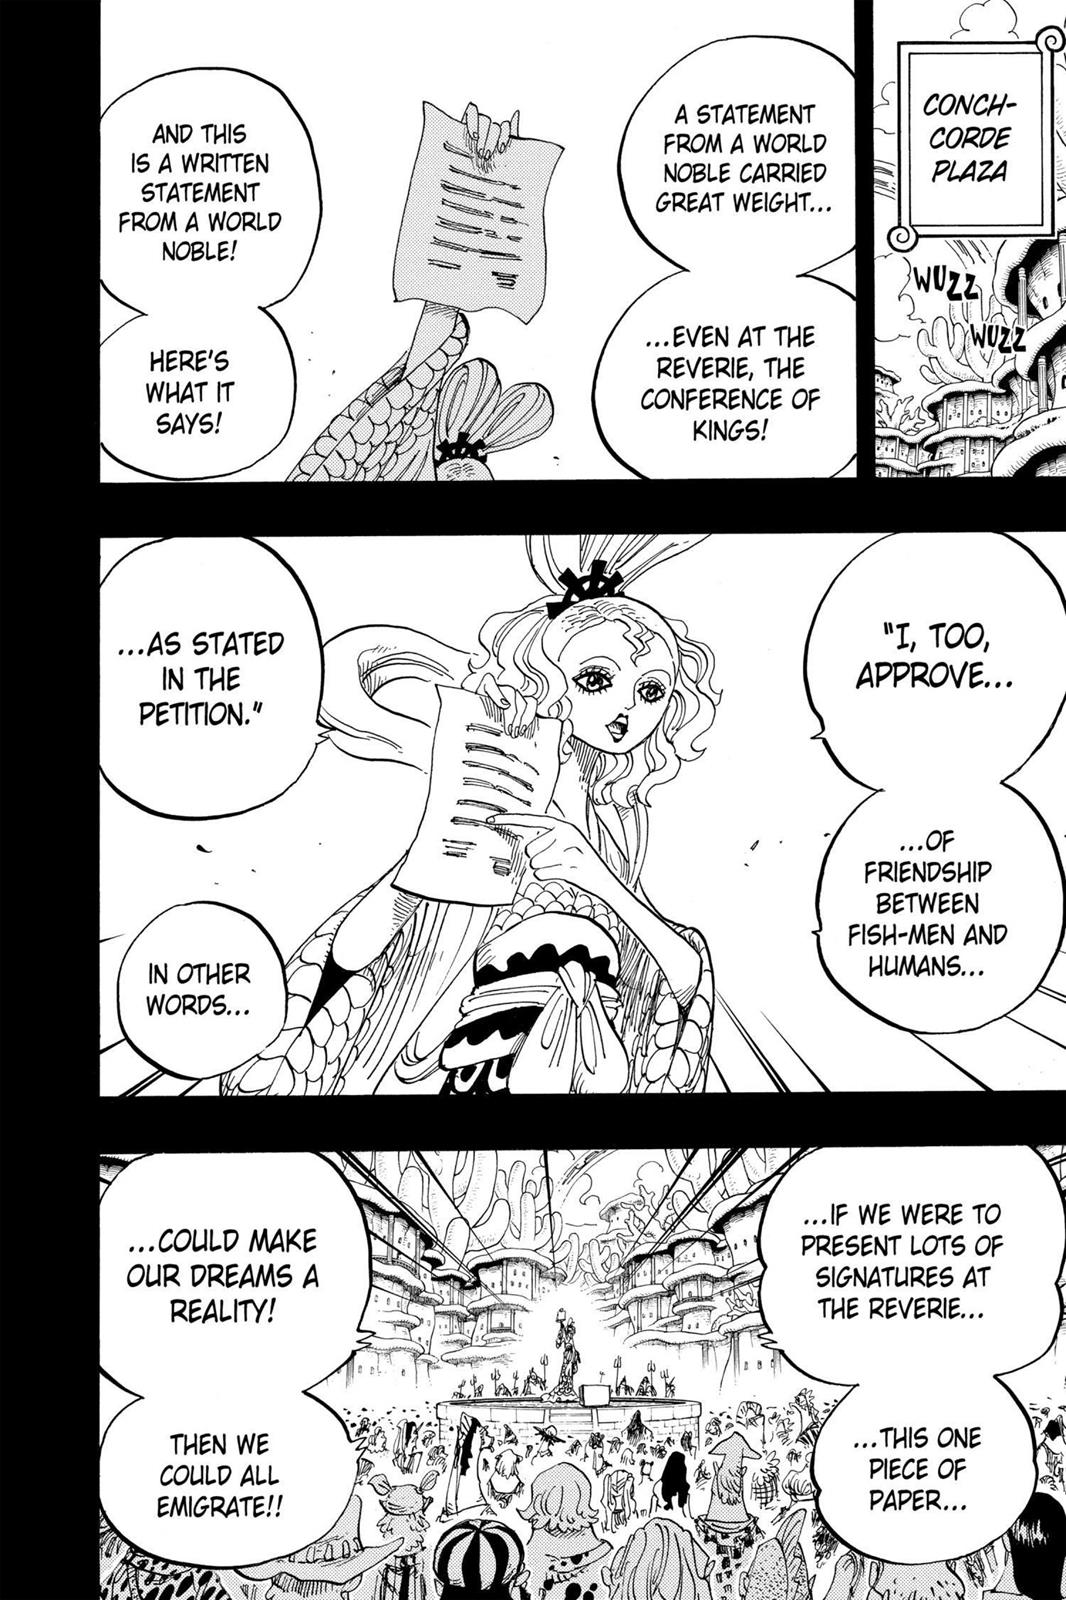 CONCH-
CORDE
PLAZA
WUZZ
WUZZ
A STATEMENT
FROM A WORLD
NOBLE CARRIED
GREAT WEIGHT...
...EVEN AT THE
REVERIE, THE
CONFERENCE OF
KINGS!
AND THIS
IS A WRITTEN
STATEMENT
FROM A WORLD
NOBLE!
HERE'S
WHAT IT
SAYS!
"I, TOO,
APPROVE...
...OF
FRIENDSHIP
BETWEEN
FISH-MEN AND
HUMANS...
...AS STATED
IN THE
PETITION."
IN OTHER
WORDS...
...IF WE WERE TO
PRESENT LOTS OF
SIGNATURES AT
THE REVERIE...
...THIS ONE
PIECE OF
PAPER...
...COULD MAKE
OUR DREAMS A
REALITY!
THEN WE
COULD ALL
EMIGRATE!!